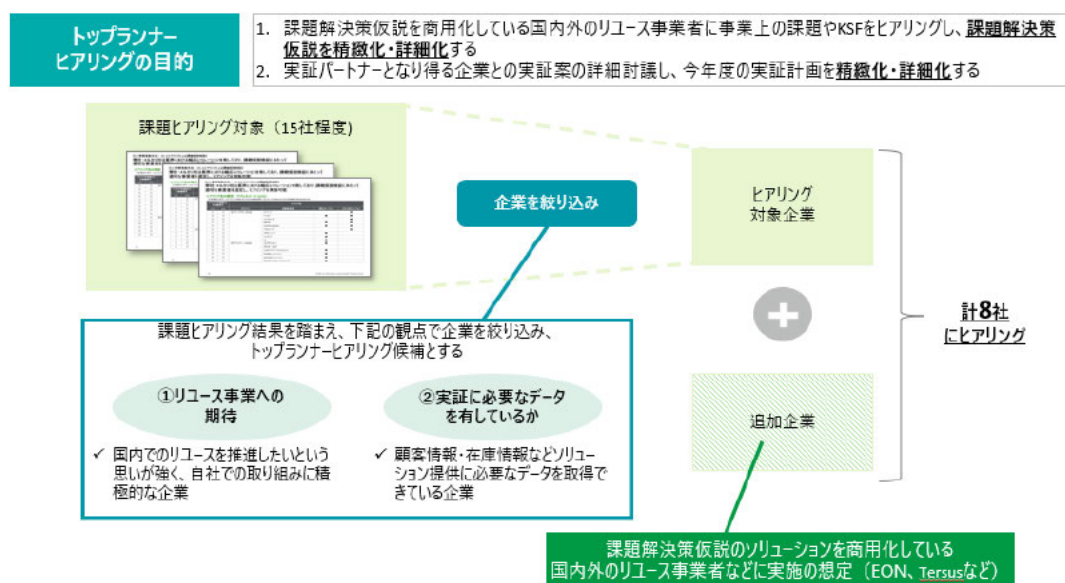 トップランナー
ヒアリングの目的
1. 課題解決策仮説を商用化している国内外のリユース事業者に事業上の課題やKSFをヒアリングし、課題解決策
仮説を精緻化・詳細化する
2. 実証パートナーとなり得る企業との実証案の詳細討議し、今年度の実証計画を精緻化・詳細化する
課題ヒアリング対象（15社程度)
企業を絞り込み
ヒアリング
対象企業
計8社
にヒアリング
課題ヒアリング結果を踏まえ、下記の観点で企業を絞り込み、
トップランナーヒアリング候補とする
①リユース事業への
期待
②実証に必要なデータ
を有しているか
✓ 国内でのリユースを推進したいという
思いが強く、自社での取り組みに積
極的な企業
✓ 顧客情報・在庫情報などソリュー
ション提供に必要なデータを取得で
きている企業
追加企業
課題解決策仮説のソリューションを商用化している
国内外のリユース事業者などに実施の想定（EON、Tersusなど）